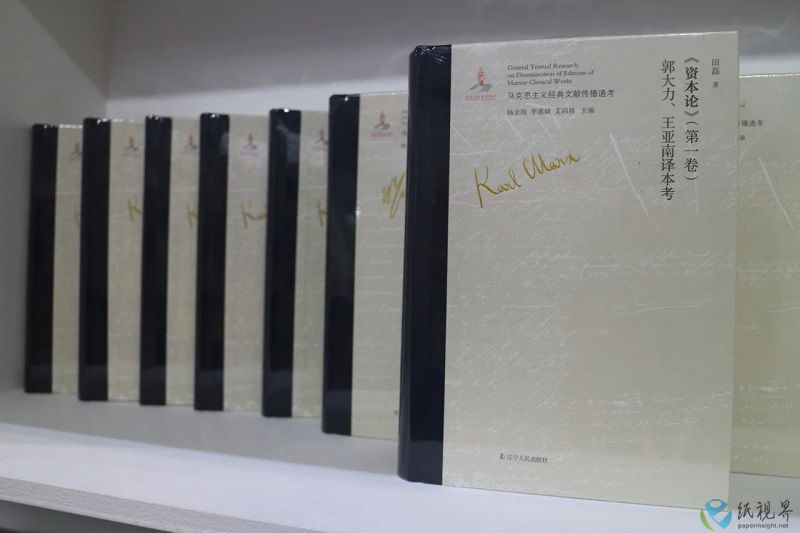 General Textual Research
on Dissemination of Editions of
Marxist Classical Works
马克思主义经典文献传播通考
杨金海 李惠斌 艾四林 主编
田磊 著
《资本论》(第一卷)
郭大力、王亚南译本考
Karl Marx
辽宁人民出版社
纸视界
paperinsight.net